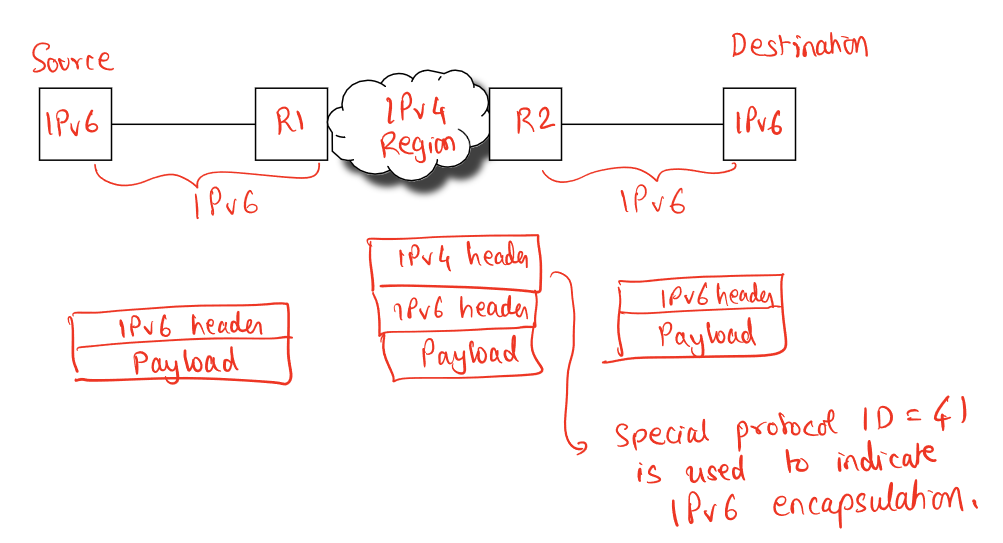 Source
Destination
IPv6
R1
IPv4
Region
R2
IPv6
IPv6
IPv6
IPv4 header
IPv6 header
Payload
IPv6 header
Payload
IPv6 header
Payload
Special protocol ID = 41
is used to indicate
IPv6 encapsulation.